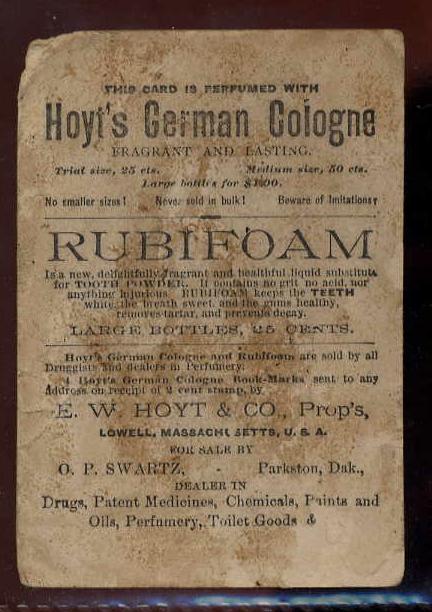 THIS CARD IS PERFUMED WITH
Hoyt's German Cologne
FRAGRANT AND LASTING.
Trial size, 25 cts. Medium size, 50 cts.
Large bottles for $1.00.
No smaller sizes! Never sold in bulk! Beware of Imitations!
RUBIFOAM
Is a new, delightfully fragrant and healthful liquid substitute
for TOOTH POWDER. It contains no grit no acid, nor
anything injurious. RUBIFOAM keeps the TEETH
white, the breath sweet and the gums healthy,
removes tartar, and prevents decay.
LARGE BOTTLES, 25 CENTS.
Hoyt's German Cologne and Rubifoam are sold by all
Druggists and dealers in Perfumery.
4 Hoyt's German Cologne Book-Marks sent to any
Address on receipt of 2 cent stamp, by
E. W. HOYT & CO., Prop's,
LOWELL, MASSACHUSETTS, U. S. A.
FOR SALE BY
O. P. SWARTZ, - Parkston, Dak.,
DEALER IN
Drugs, Patent Medicines, Chemicals, Paints and
Oils, Perfumery, Toilet Goods &